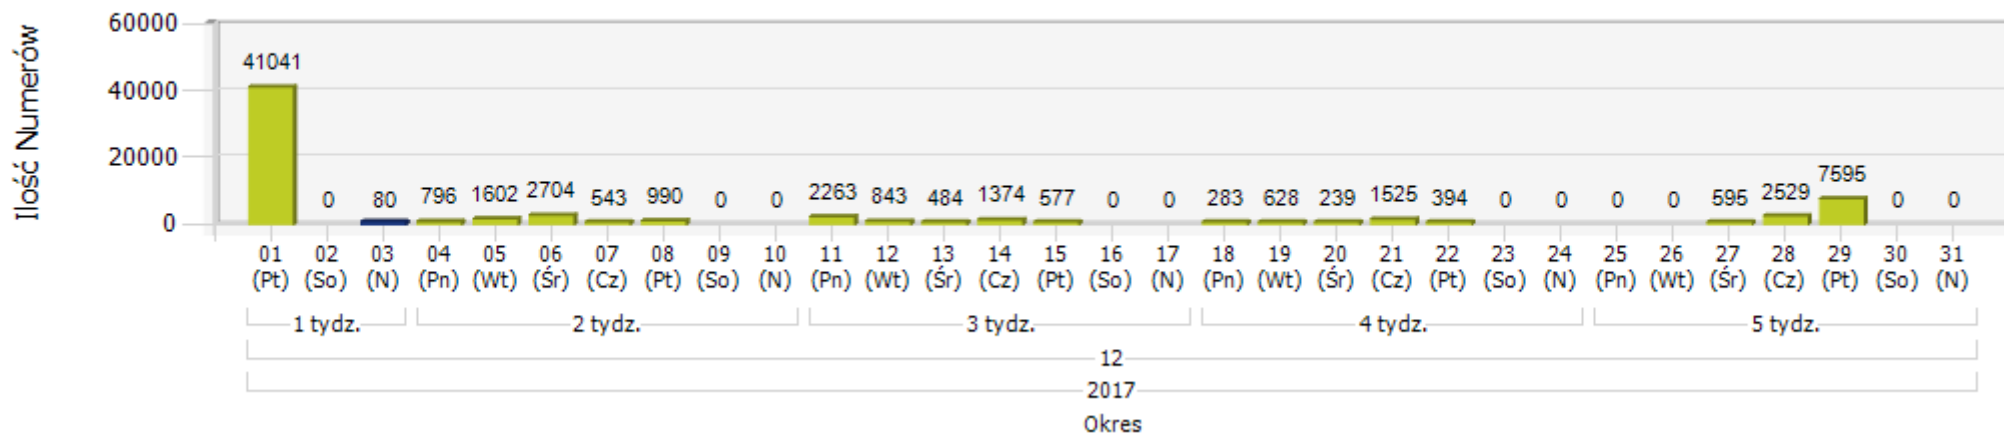 Ilość Numerów
60000
40000
20000
0
41041 0 80 796 1602 2704 543 990 0 0 2263 843 484 1374 577 0 0 283 628 239 1525 394 0 0 0 0 595 2529 7595 0 0
01 02 03 04 05 06 07 08 09 10 11 12 13 14 15 16 17 18 19 20 21 22 23 24 25 26 27 28 29 30 31
(Pt) (So) (N) (Pn) (Wt) (Śr) (Cz) (Pt) (So) (N) (Pn) (Wt) (Śr) (Cz) (Pt) (So) (N) (Pn) (Wt) (Śr) (Cz) (Pt) (So) (N) (Pn) (Wt) (Śr) (Cz) (Pt) (So) (N)
1 tydz. 2 tydz. 3 tydz. 4 tydz. 5 tydz.
12
2017
Okres